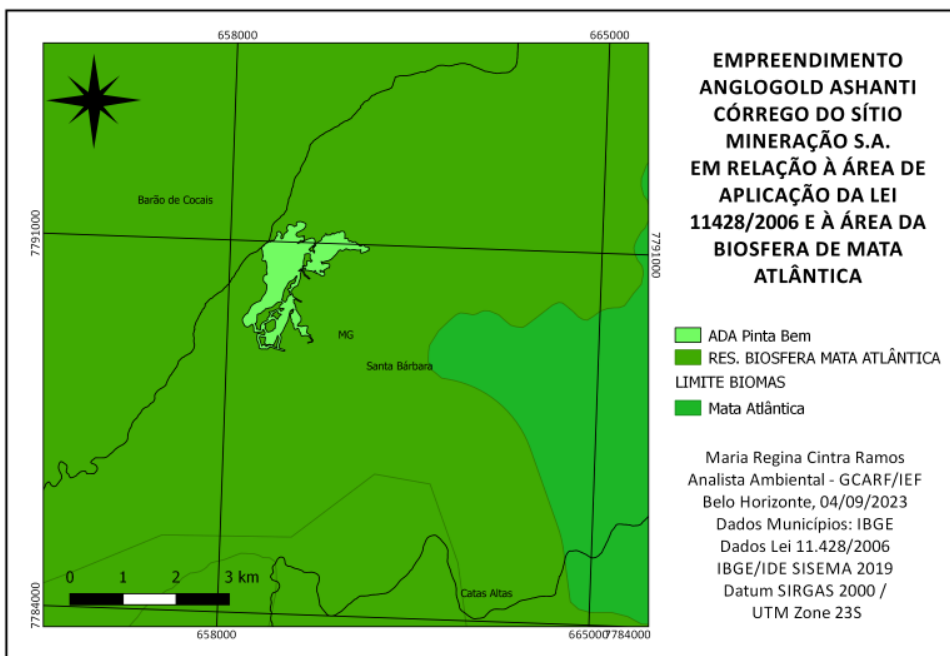 658000
665000
Barão de Cocais
7791000
7791000
MG
Santa Bárbara
0 1 2 3 km
Catas Altas
7784000
658000
665000
7784000
EMPREENDIMENTO
ANGLOGOLD ASHANTI
CÓRREGO DO SÍTIO
MINERAÇÃO S.A.
EM RELAÇÃO À ÁREA DE
APLICAÇÃO DA LEI
11428/2006 E À ÁREA DA
BIOSFERA DE MATA
ATLÂNTICA
ADA Pinta Bem
RES. BIOSFERA MATA ATLÂNTICA
LIMITE BIOMAS
Mata Atlântica
Maria Regina Cintra Ramos
Analista Ambiental - GCARF/IEF
Belo Horizonte, 04/09/2023
Dados Municípios: IBGE
Dados Lei 11.428/2006
IBGE/IDE SISEMA 2019
Datum SIRGAS 2000 /
UTM Zone 23S